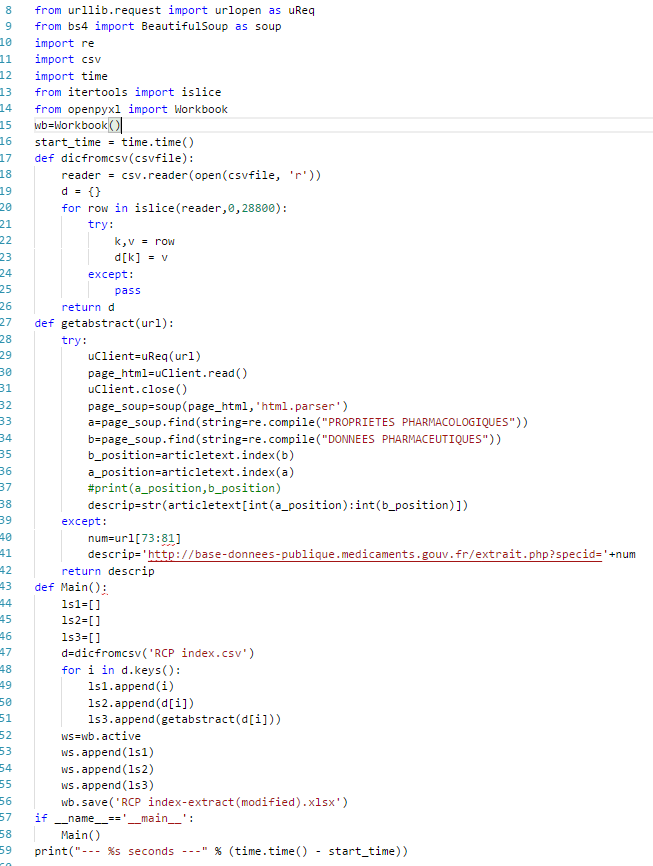 8 from urllib.request import urlopen as uReq
9 from bs4 import BeautifulSoup as soup
10 import re
11 import csv
12 import time
13 from itertools import islice
14 from openpyxl import Workbook
15 wb=Workbook()
16 start_time = time.time()
17 def dicfromcsv(csvfile):
18     reader = csv.reader(open(csvfile, 'r'))
19     d = {}
20     for row in islice(reader,0,28800):
21         try:
22             k,v = row
23             d[k] = v
24         except:
25             pass
26     return d
27 def getabstract(url):
28     try:
29         uClient=uReq(url)
30         page_html=uClient.read()
31         uClient.close()
32         page_soup=soup(page_html,'html.parser')
33         a=page_soup.find(string=re.compile("PROPRIETES PHARMACOLOGIQUES"))
34         b=page_soup.find(string=re.compile("DONNEES PHARMACEUTIQUES"))
35         b_position=articletext.index(b)
36         a_position=articletext.index(a)
37         #print(a_position,b_position)
38         descrip=str(articletext[int(a_position):int(b_position)])
39     except:
40         num=url[73:81]
41         descrip='http://base-donnees-publique.medicaments.gouv.fr/extrait.php?specid='+num
42     return descrip
43 def Main():
44     ls1=[]
45     ls2=[]
46     ls3=[]
47     d=dicfromcsv('RCP index.csv')
48     for i in d.keys():
49         ls1.append(i)
50         ls2.append(d[i])
51         ls3.append(getabstract(d[i]))
52     ws=wb.active
53     ws.append(ls1)
54     ws.append(ls2)
55     ws.append(ls3)
56     wb.save('RCP index-extract(modified).xlsx')
57 if __name__=='__main__':
58     Main()
59 print("--- %s seconds ---" % (time.time() - start_time))